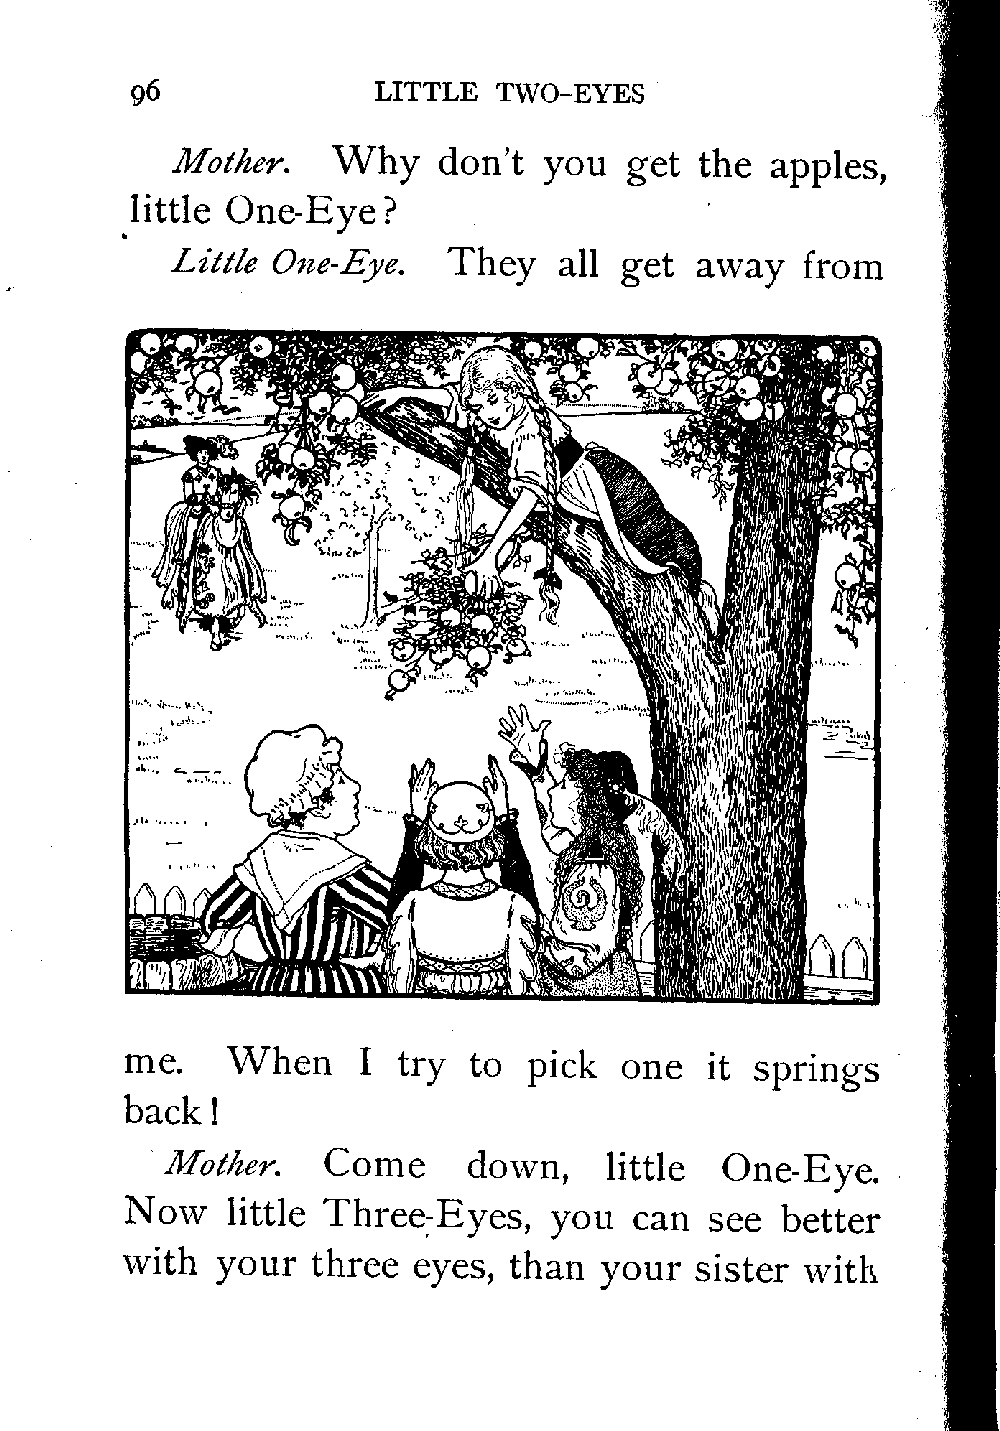 96 LITTLE TWO-EYES
Mother. Why don't you get the apples,
little One-Eye?
Little One-Eye. They all get away from
me. When I try to pick one it springs
back!
Mother. Come down, little One-Eye.
Now little Three-Eyes, you can see better
with your three eyes, than your sister with